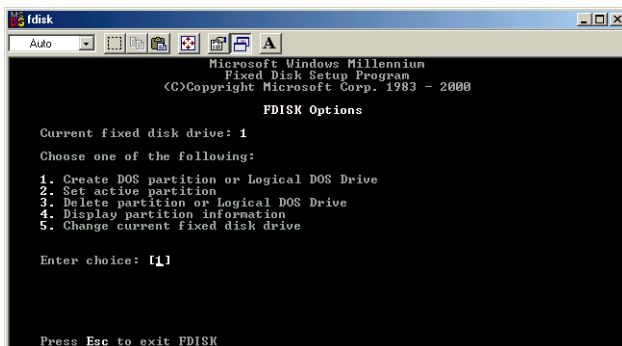 fdisk
Auto
A
Microsoft Windows Millennium
Fixed Disk Setup Program
(C)Copyright Microsoft Corp. 1983 - 2000
FDISK Options
Current fixed disk drive: 1
Choose one of the following:
1. Create DOS partition or Logical DOS Drive
2. Set active partition
3. Delete partition or Logical DOS Drive
4. Display partition information
5. Change current fixed disk drive
Enter choice: [1]
Press Esc to exit FDISK